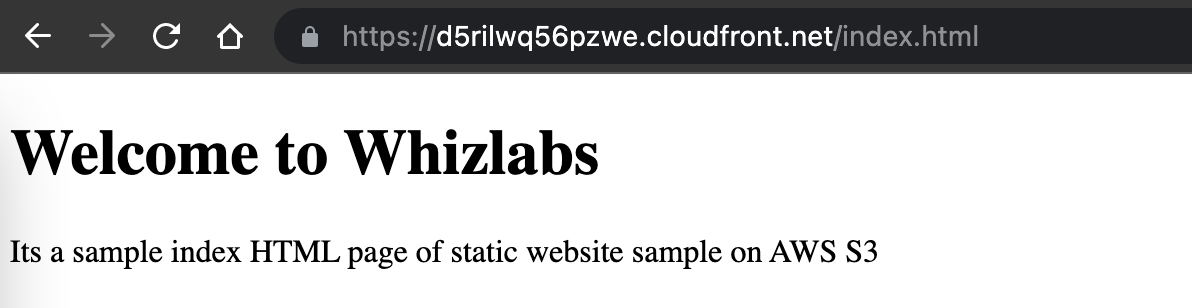 https://d5rilwq56pzwe.cloudfront.net/index.html
Welcome to Whizlabs
Its a sample index HTML page of static website sample on AWS S3